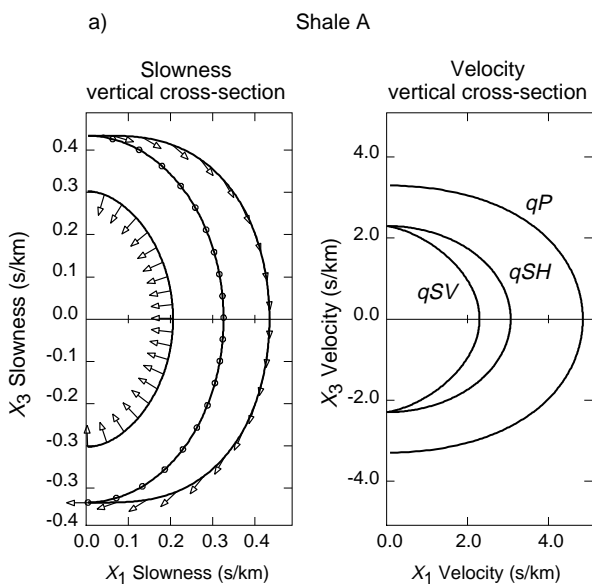 a) Shale A
Slowness
vertical cross-section
Velocity
vertical cross-section
0.4
0.3
0.2
0.1
0.0
-0.1
-0.2
-0.3
-0.3
-0.4
X3 Slowness (s/km)
0.0 0.1 0.2 0.3 0.4
X1 Slowness (s/km)
4.0
2.0
0.0
-2.0
-4.0
X3 Velocity (s/km)
qP
qSH
qSV
0.0 2.0 4.0
X1 Velocity (s/km)